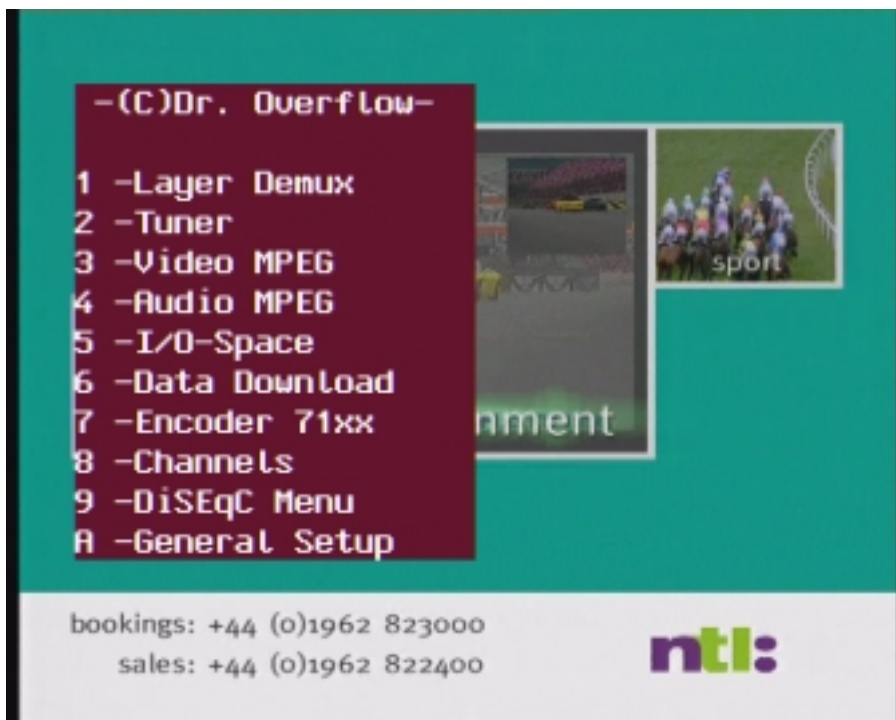 -(C)Dr. Overflow-
1 -Layer Demux
2 -Tuner
3 -Video MPEG
4 -Audio MPEG
5 -I/O-Space
6 -Data Download
7 -Encoder 71xx
8 -Channels
9 -DiSEqC Menu
A -General Setup
nment
sport
bookings: +44 (0)1962 823000
sales: +44 (0)1962 822400
ntl: